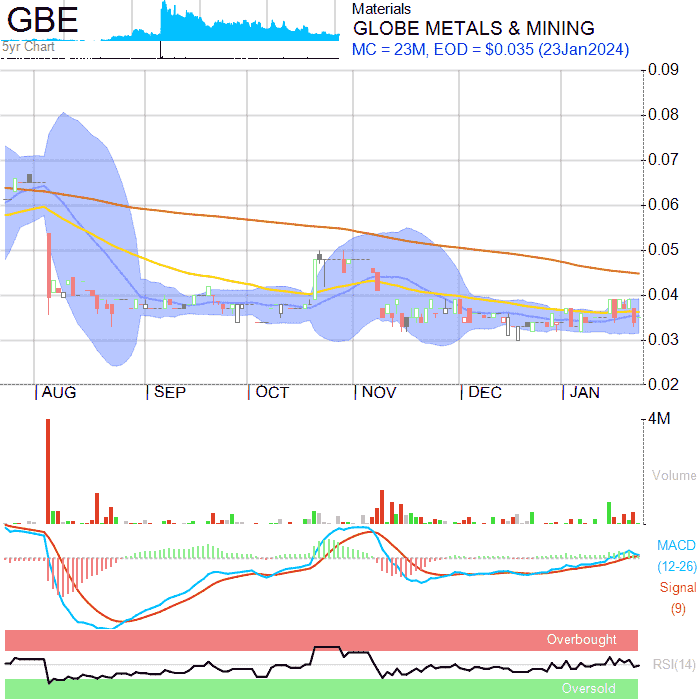 GBE
5yr Chart
Materials
GLOBE METALS & MINING
MC = 23M, EOD = $0.035 (23Jan2024)
0.09
0.08
0.07
0.06
0.05
0.04
0.03
0.02
AUG SEP OCT NOV DEC JAN
4M
Volume
MACD
(12-26)
Signal
(9)
Overbought
RSI(14)
Oversold